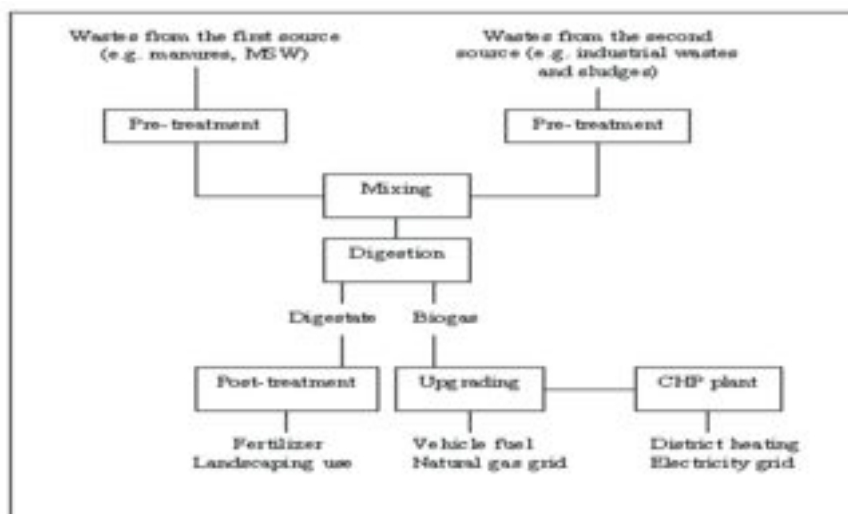 Wastes from the first source
(e.g. manures, MSW)
Wastes from the second
source (e.g. industrial wastes
and sludges)
Pre-treatment
Pre-treatment
Mixing
Digestion
Digestate
Biogas
Post-treatment
Upgrading
CHP plant
Fertilizer
Landscaping use
Vehicle fuel
Natural gas grid
District heating
Electricity grid